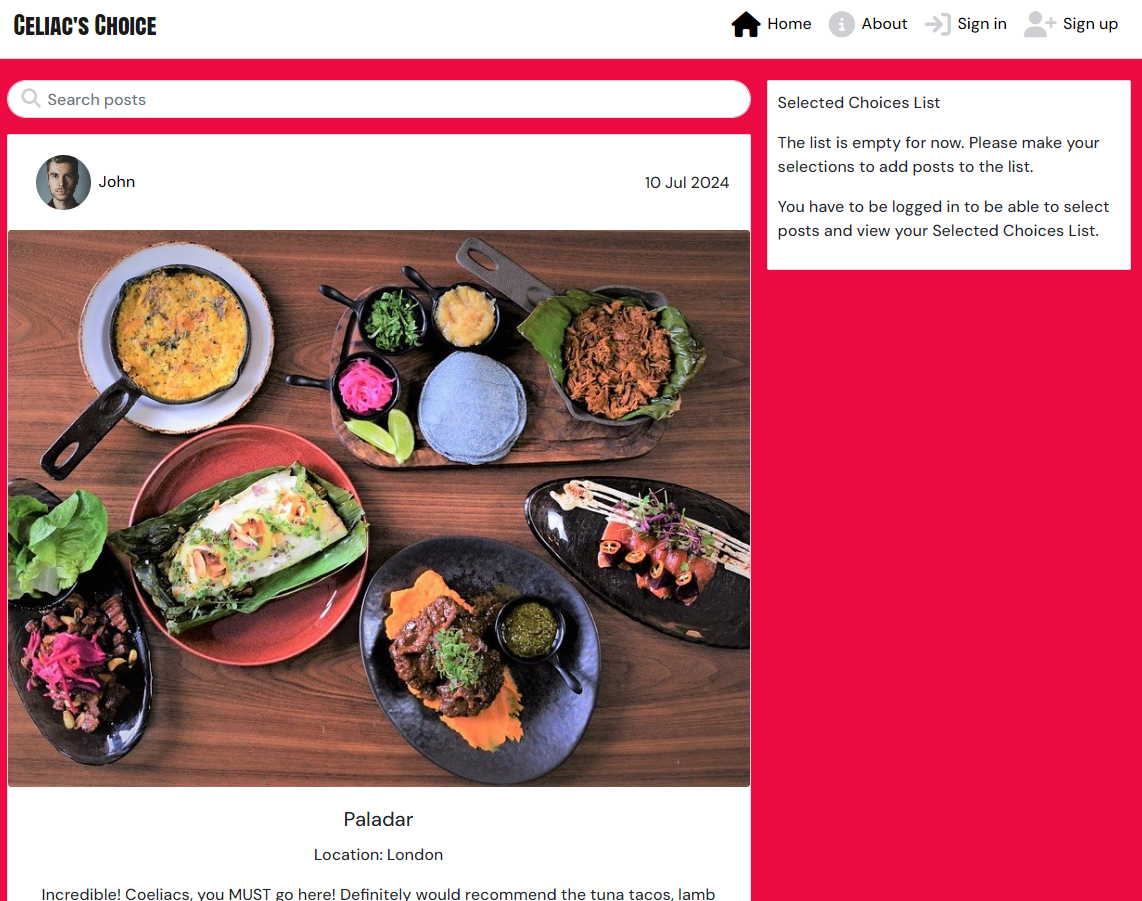 Celiac's Choice
Home
About
Sign in
Sign up
Search posts
John
10 Jul 2024
Paladar
Location: London
Incredible! Coeliacs, you MUST go here! Definitely would recommend the tuna tacos, lamb
Selected Choices List
The list is empty for now. Please make your
selections to add posts to the list.
You have to be logged in to be able to select
posts and view your Selected Choices List.